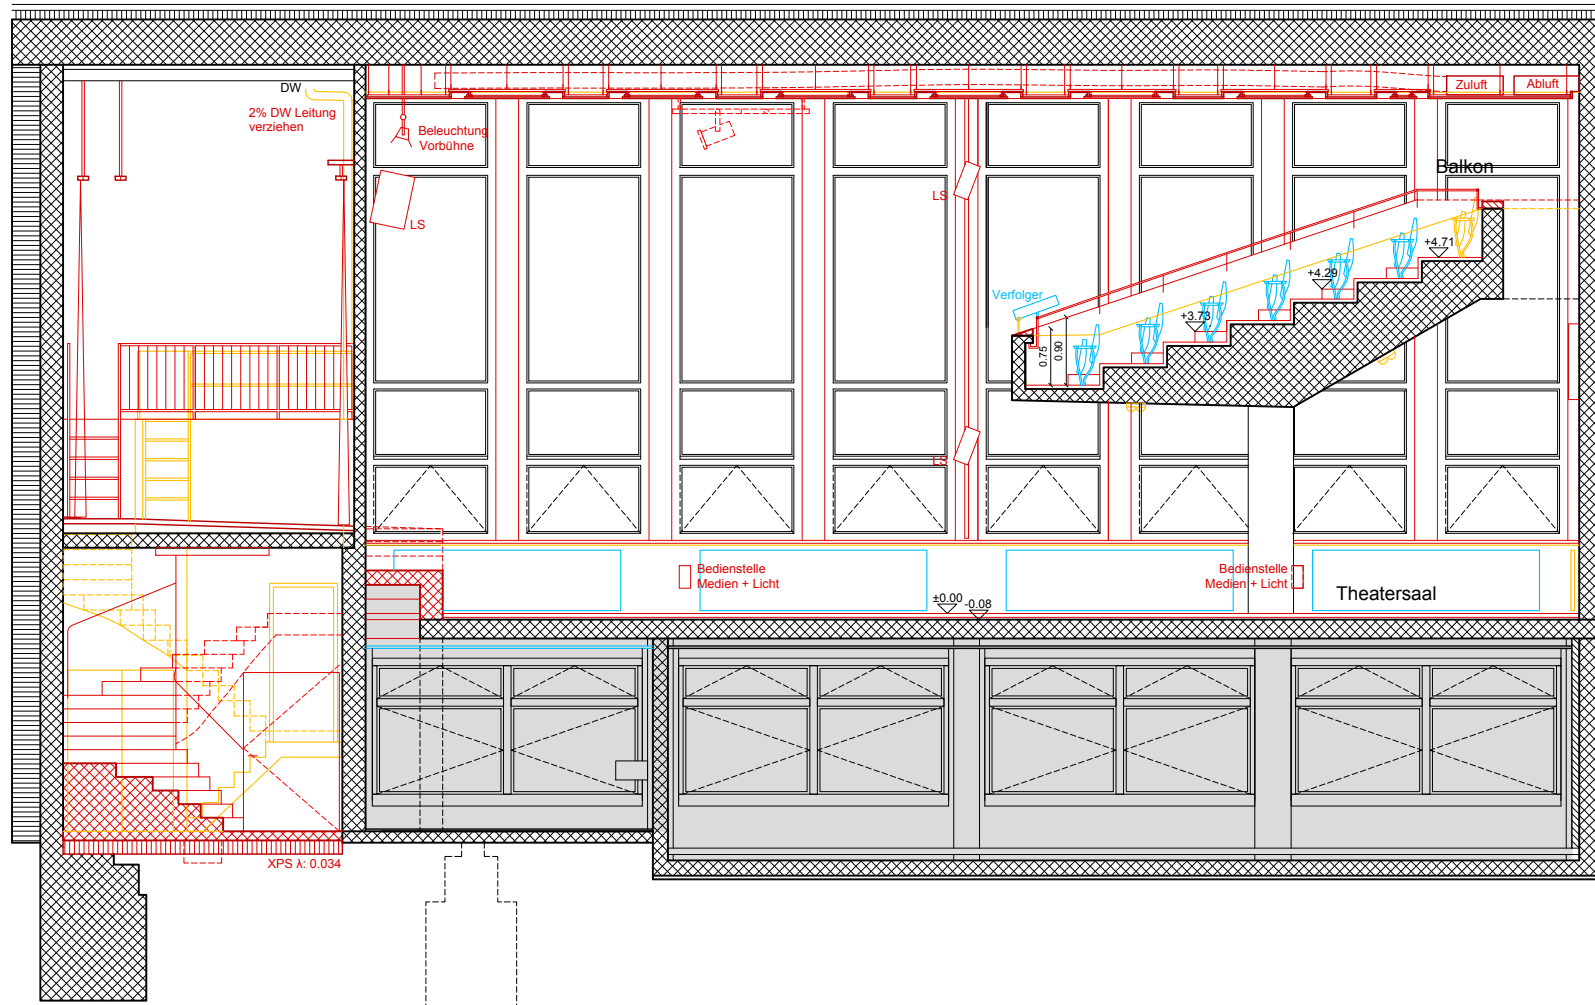 Zuluft
Abluft
DW
2% DW Leitung
verziehen
Beleuchtung
Vorbühne
Balkon
LS
LS
+4.71
+4.29
Verfolger
+3.73
0.75
0.90
LS
Bedienstelle
Medien + Licht
Bedienstelle
Medien + Licht
Theatersaal
±0.00
-0.08
XPS λ: 0.034